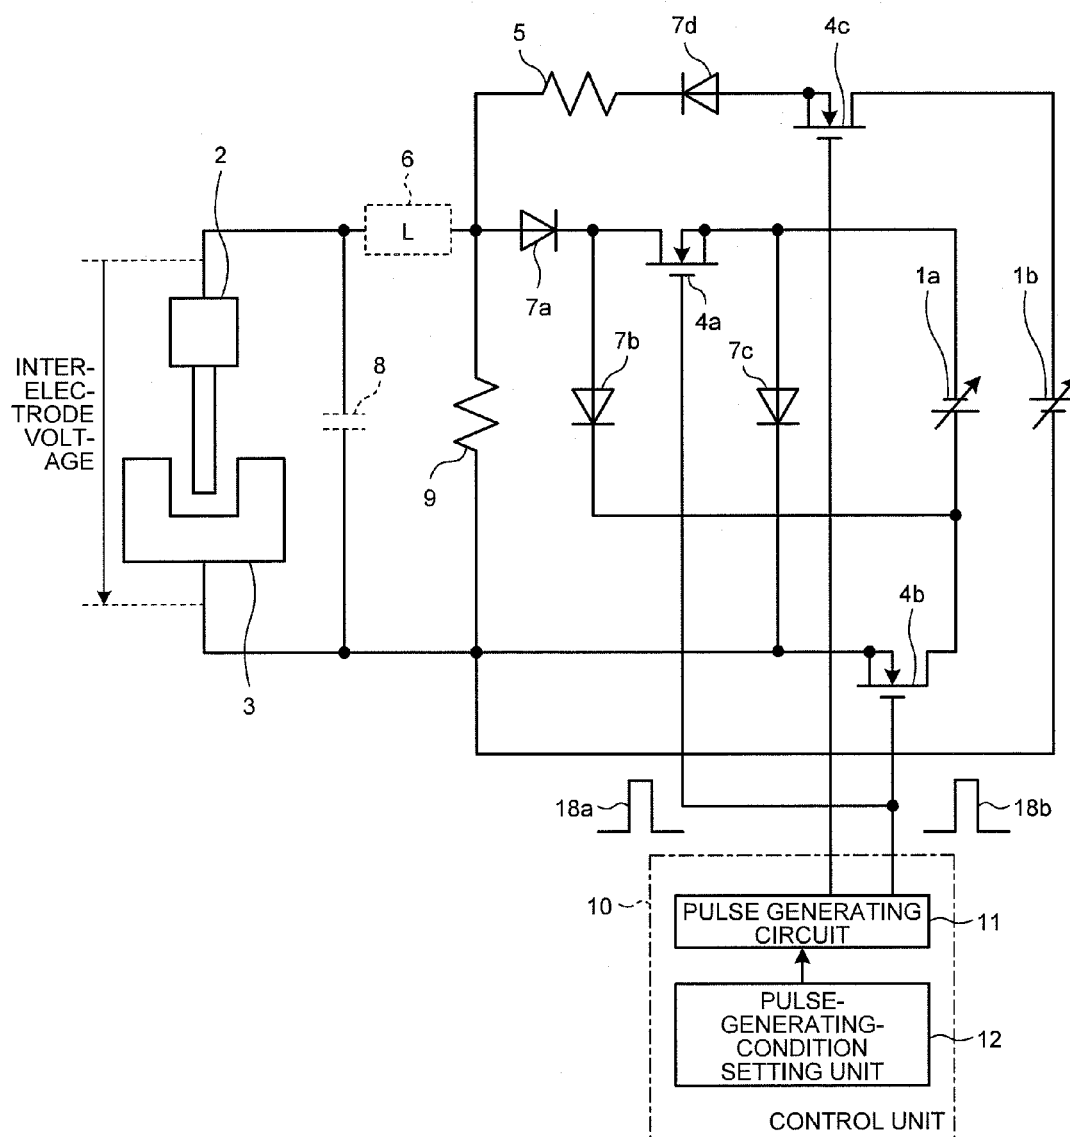 7d
4c
5
2
6
L
7a
4a
1a
1b
7b
7c
8
INTER-
ELEC-
TRODE
VOLT-
AGE
9
4b
3
18a
18b
10
PULSE GENERATING
CIRCUIT
11
PULSE-
GENERATING-
CONDITION
SETTING UNIT
12
CONTROL UNIT